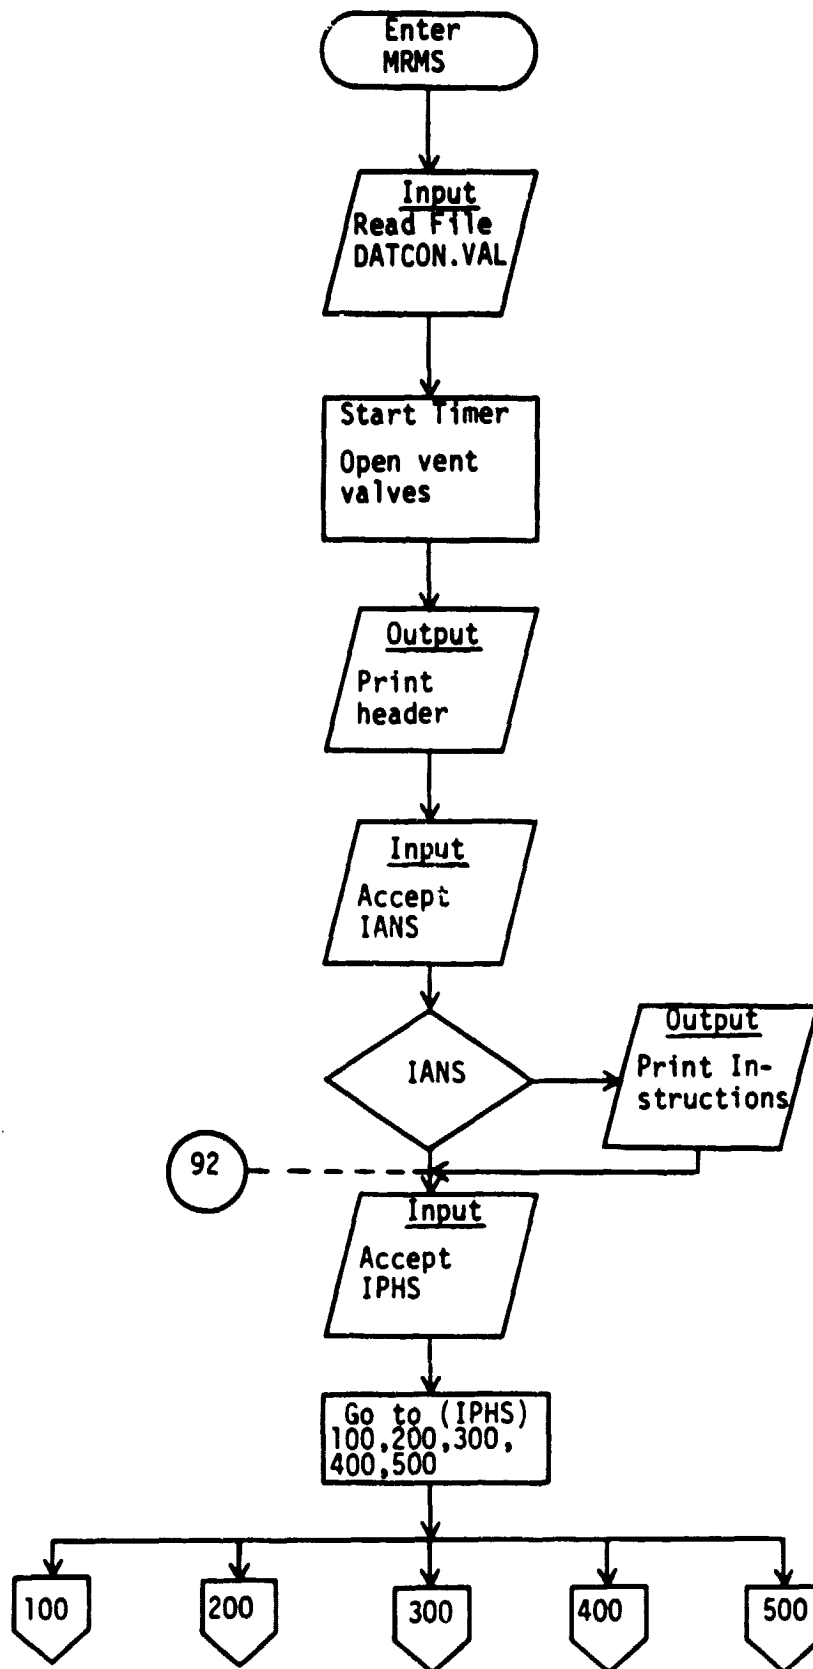 Enter
MRMS
Input
Read File
DATCON.VAL
Start Timer
Open vent
valves
Output
Print
header
Input
Accept
IANS
IANS
Output
Print In-
structions
92
Input
Accept
IPHS
Go to (IPHS)
100,200,300,
400,500
100
200
300
400
500